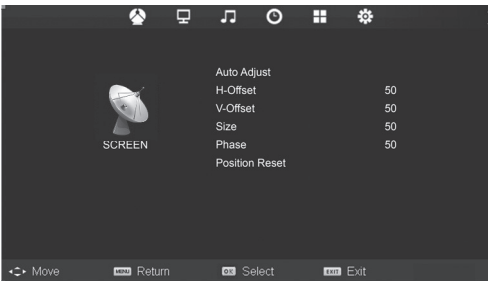 Auto Adjust
H-Offset 50
V-Offset 50
Size 50
SCREEN
Phase 50
Position Reset
Move MENU Return OK Select EXIT Exit